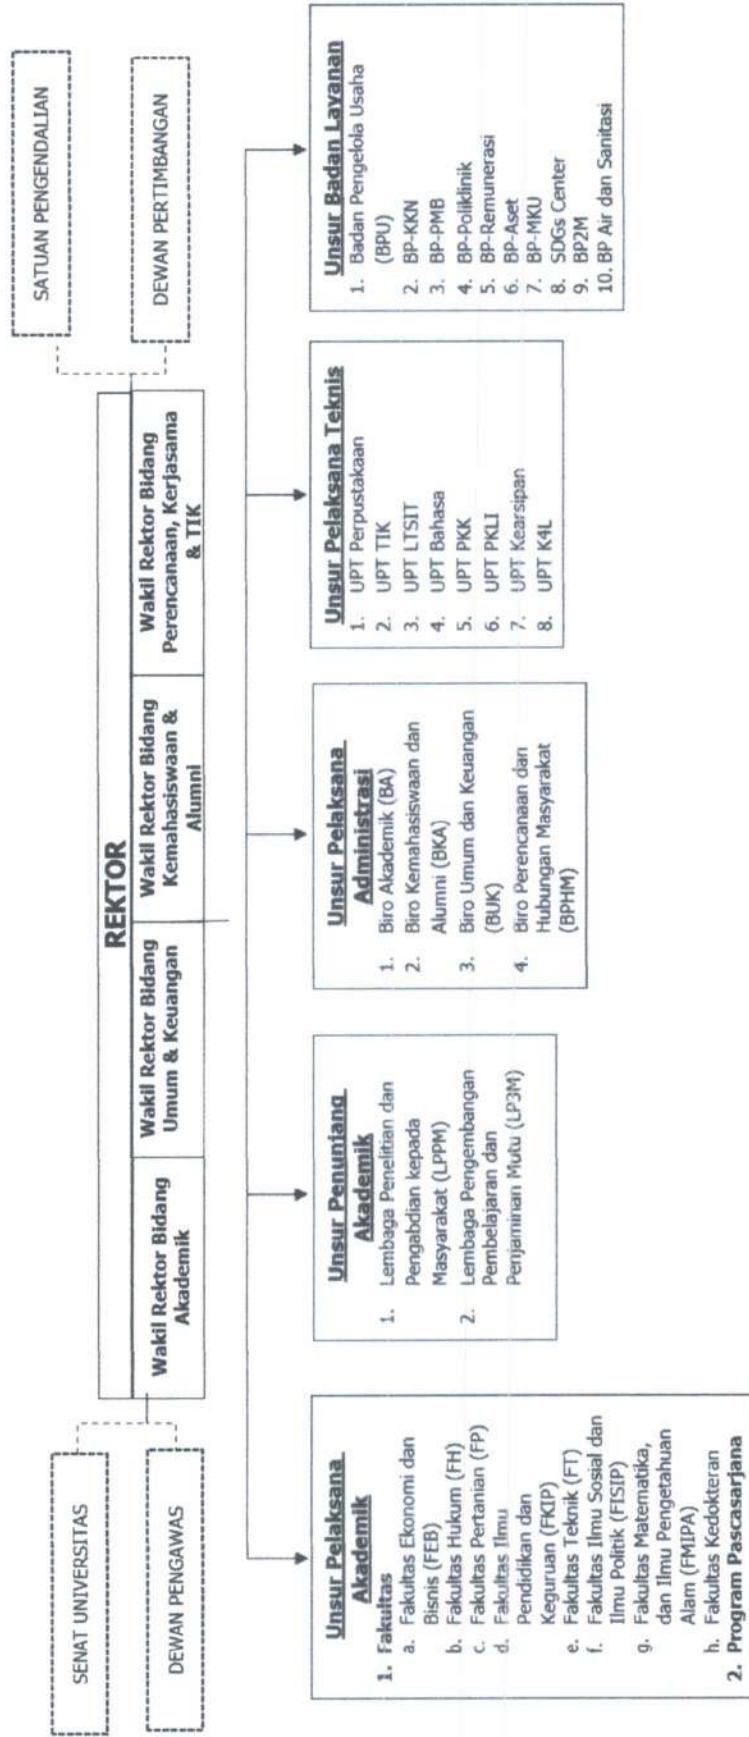 SENAT UNIVERSITAS
DEWAN PENGAWAS
SATUAN PENGENDALIAN
DEWAN PERTIMBANGAN
REKTOR
Wakil Rektor Bidang
Akademik
Wakil Rektor Bidang
Umum & Keuangan
Wakil Rektor Bidang
Kemahasiswaan &
Alumni
Wakil Rektor Bidang
Perencanaan, Kerjasama
& TIK
Unsur Pelaksana
Akademik
1. Fakultas
a. Fakultas Ekonomi dan
Bisnis (FEB)
b. Fakultas Hukum (FH)
c. Fakultas Pertanian (FP)
d. Fakultas Ilmu
Pendidikan dan
Keguruan (FKIP)
e. Fakultas Teknik (FT)
f. Fakultas Ilmu Sosial dan
Ilmu Politik (FISIP)
g. Fakultas Matematika,
dan Ilmu Pengetahuan
Alam (FMIPA)
h. Fakultas Kedokteran
2. Program Pascasarjana
Unsur Penunjang
Akademik
1. Lembaga Penelitian dan
Pengabdian kepada
Masyarakat (LPPM)
2. Lembaga Pengembangan
Pembelajaran dan
Penjaminan Mutu (LP3M)
Unsur Pelaksana
Administrasi
1. Biro Akademik (BA)
2. Biro Kemahasiswaan dan
Alumni (BKA)
3. Biro Umum dan Keuangan
(BUK)
4. Biro Perencanaan dan
Hubungan Masyarakat
(BPHM)
Unsur Pelaksana Teknis
1. UPT Perpustakaan
2. UPT TIK
3. UPT LTSIT
4. UPT Bahasa
5. UPT PKK
6. UPT PKLI
7. UPT Kearsipan
8. UPT K4L
Unsur Badan Layanan
1. Badan Pengelola Usaha
(BPU)
2. BP-KKN
3. BP-PMB
4. BP-Poliklinik
5. BP-Remunerasi
6. BP-Aset
7. BP-MKU
8. SDGs Center
9. BP2M
10. BP Air dan Sanitasi